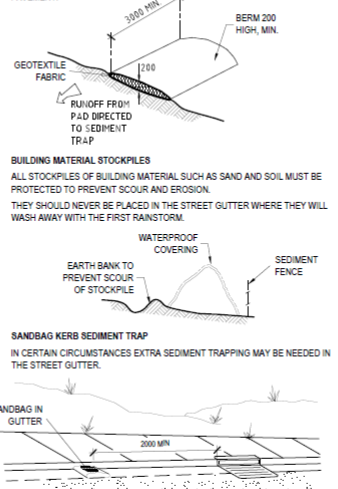 3000 MIN.
BERM 200
HIGH, MIN.
GEOTEXTILE
FABRIC
200
RUNOFF FROM
PAD DIRECTED
TO SEDIMENT
TRAP
BUILDING MATERIAL STOCKPILES
ALL STOCKPILES OF BUILDING MATERIAL SUCH AS SAND AND SOIL MUST BE
PROTECTED TO PREVENT SCOUR AND EROSION.
THEY SHOULD NEVER BE PLACED IN THE STREET GUTTER WHERE THEY WILL
WASH AWAY WITH THE FIRST RAINSTORM.
WATERPROOF
COVERING
EARTH BANK TO
PREVENT SCOUR
OF STOCKPILE
SEDIMENT
FENCE
SANDBAG KERB SEDIMENT TRAP
IN CERTAIN CIRCUMSTANCES EXTRA SEDIMENT TRAPPING MAY BE NEEDED IN
THE STREET GUTTER.
ANDBAG IN
GUTTER
2000 MIN